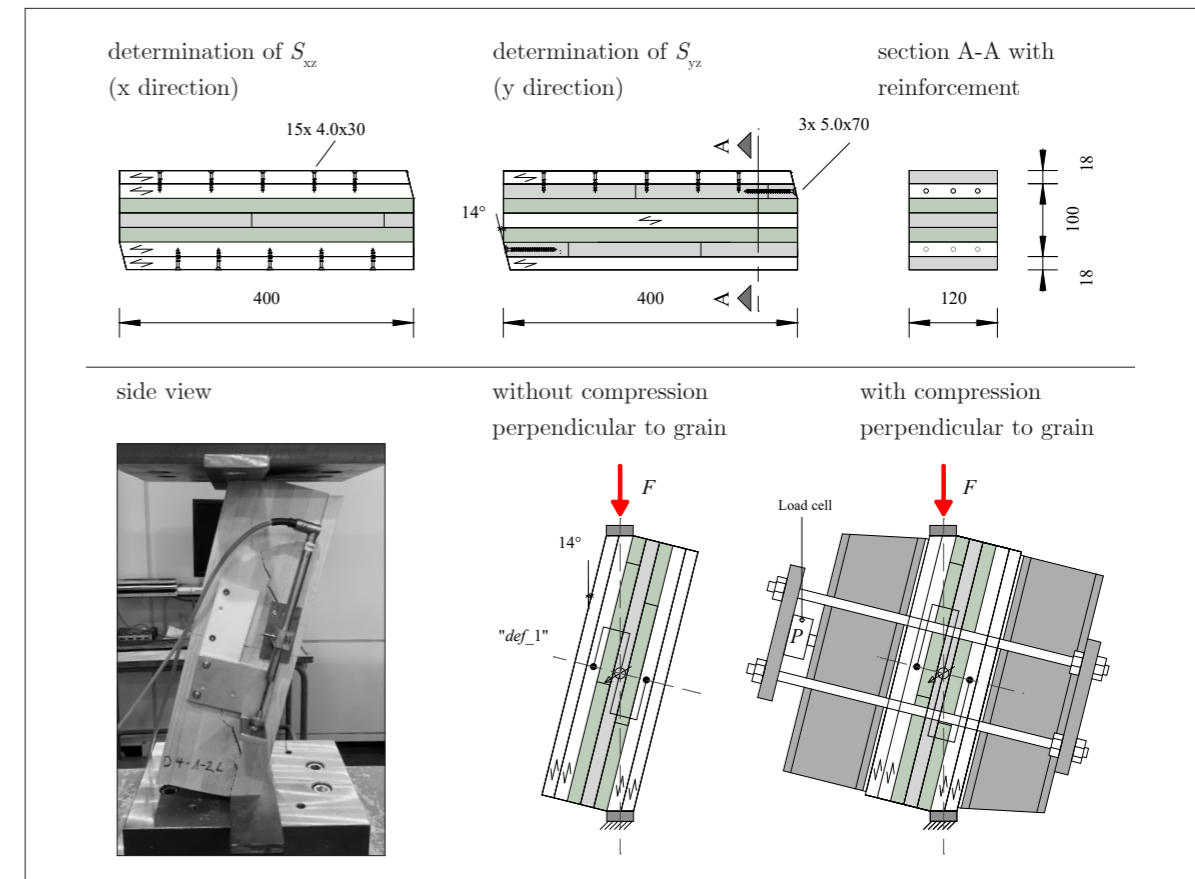 determination of S_xz
(x direction)
determination of S_yz
(y direction)
section A-A with
reinforcement
15x 4.0x30
3x 5.0x70
A
A
14°
18
100
18
400
400
120
side view
without compression
perpendicular to grain
with compression
perpendicular to grain
F
F
Load cell
14°
"def_1"
P
D4-1-2L